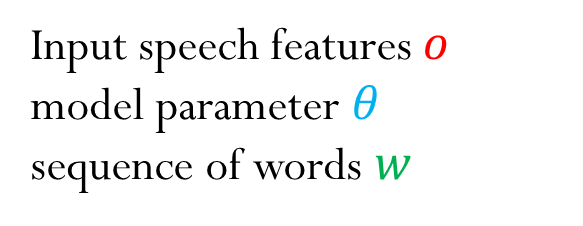 Input speech features o
model parameter θ
sequence of words w